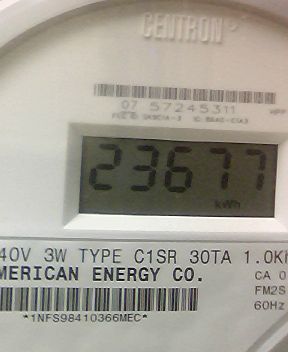 CENTRON®
07 57245311
23677
kWh
40V 3W TYPE C1SR 30TA 1.0Kh
MERICAN ENERGY CO.
CA 0
FM2S
60Hz
*1NFS98410366MEC*